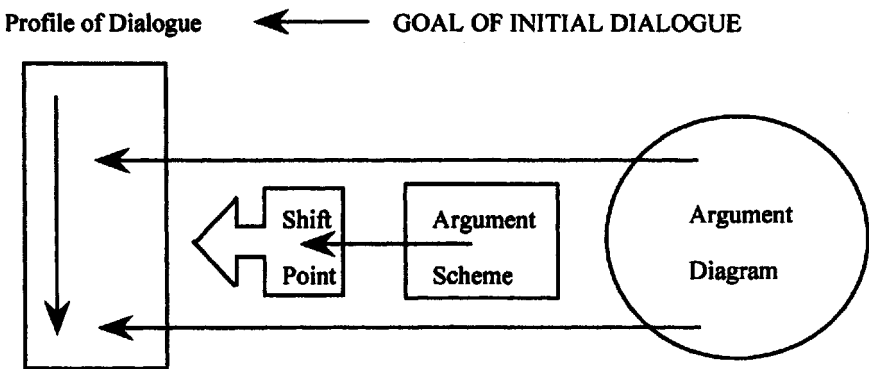 Profile of Dialogue
GOAL OF INITIAL DIALOGUE
Shift
Point
Argument
Scheme
Argument
Diagram